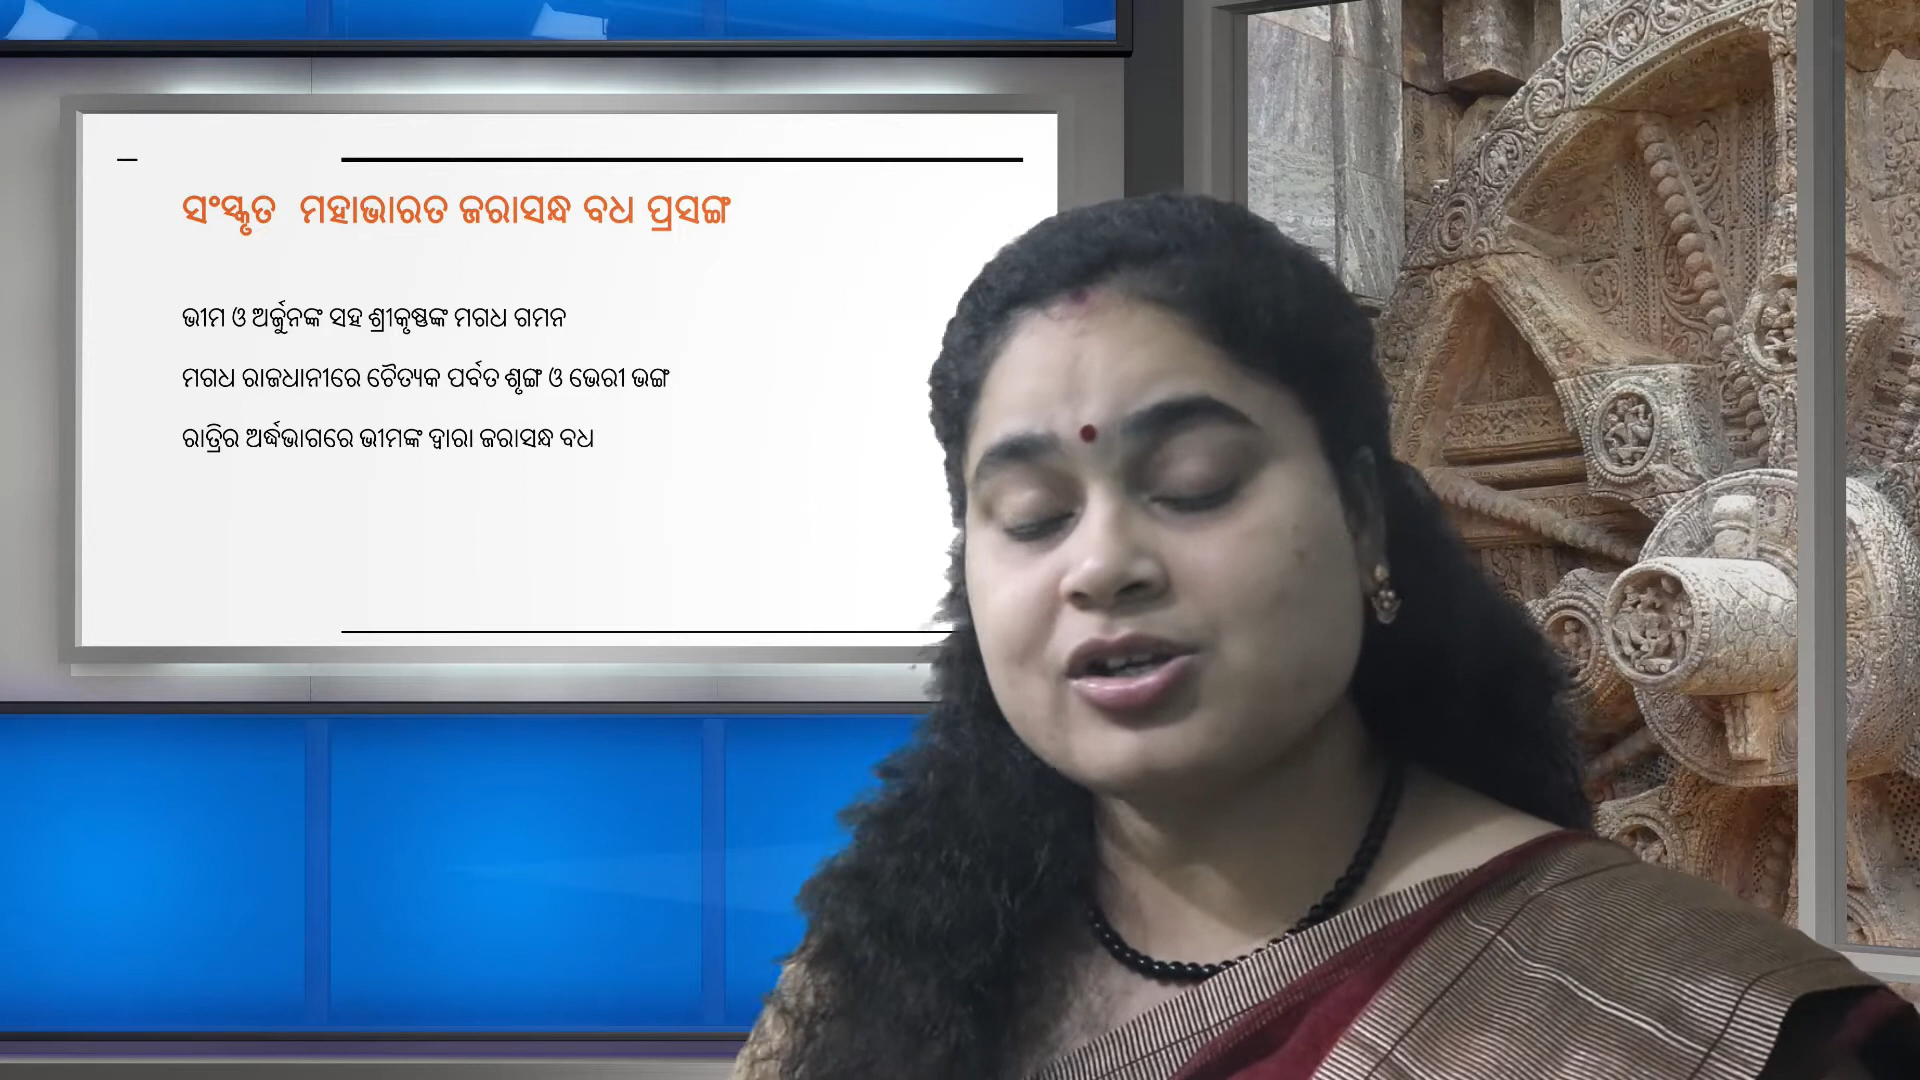 ସଂସ୍କୃତ ମହାଭାରତ ଜରାସନ୍ଧ ବଧ ପ୍ରସଙ୍ଗ
ଭୀମ ଓ ଅର୍ଜୁନଙ୍କ ସହ ଶ୍ରୀକୃଷ୍ଣଙ୍କ ମଗଧ ଗମନ
ମଗଧ ରାଜଧାନୀରେ ଚୈତ୍ୟକ ପର୍ବତ ଶୃଙ୍ଗ ଓ ଭେରୀ ଭଙ୍ଗ
ରାତ୍ରିର ଅର୍ଦ୍ଧଭାଗରେ ଭୀମଙ୍କ ଦ୍ୱାରା ଜରାସନ୍ଧ ବଧ